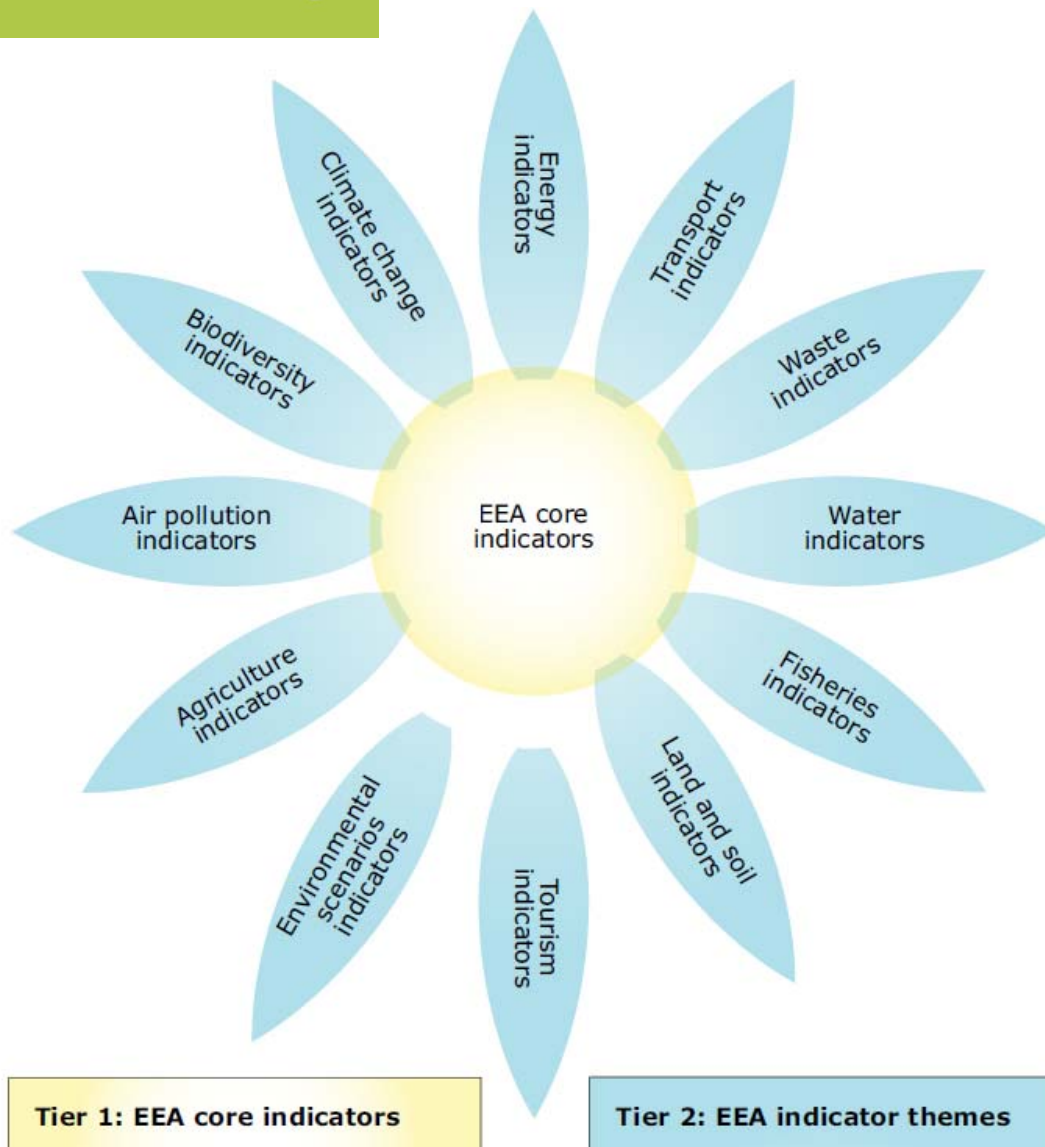 Energy
indicators
Transport
indicators
Waste
indicators
Water
indicators
Fisheries
indicators
Land and soil
indicators
Tourism
indicators
Environmental
scenarios
indicators
Agriculture
indicators
Air pollution
indicators
Biodiversity
indicators
Climate change
indicators
EEA core
indicators
Tier 1: EEA core indicators
Tier 2: EEA indicator themes